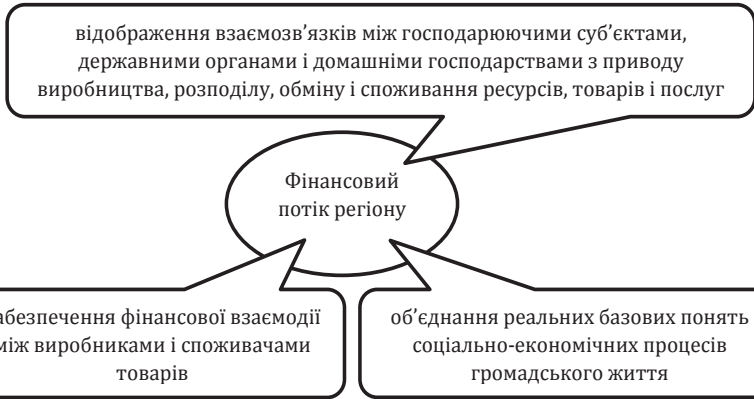 відображення взаємозв’язків між господарюючими суб’єктами,
державними органами і домашніми господарствами з приводу
виробництва, розподілу, обміну і споживання ресурсів, товарів і послуг
Фінансовий
потік регіону
абезпечення фінансової взаємодії
між виробниками і споживачами
товарів
об’єднання реальних базових понять
соціально-економічних процесів
громадського життя